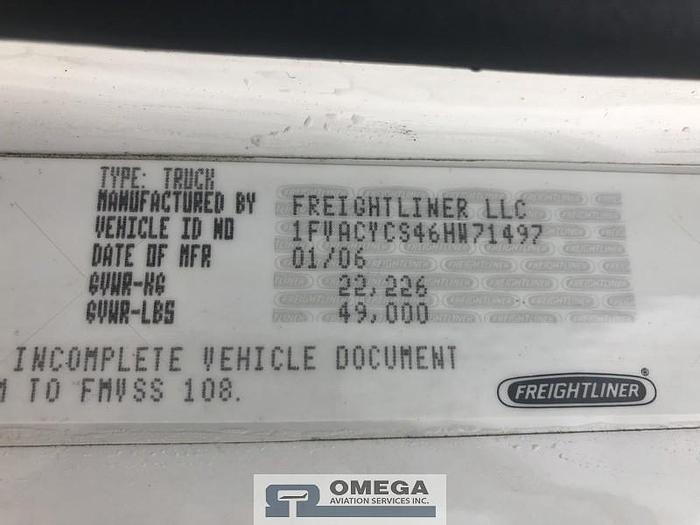 TYPE: TRUCK
MANUFACTURED BY FREIGHTLINER LLC
VEHICLE ID NO 1FVACYCS46HW71497
DATE OF MFR 01/06
GVWR-KG 22,226
GVWR-LBS 49,000
INCOMPLETE VEHICLE DOCUMENT
TO FMVSS 108.
FREIGHTLINER®
OMEGA
AVIATION SERVICES INC.